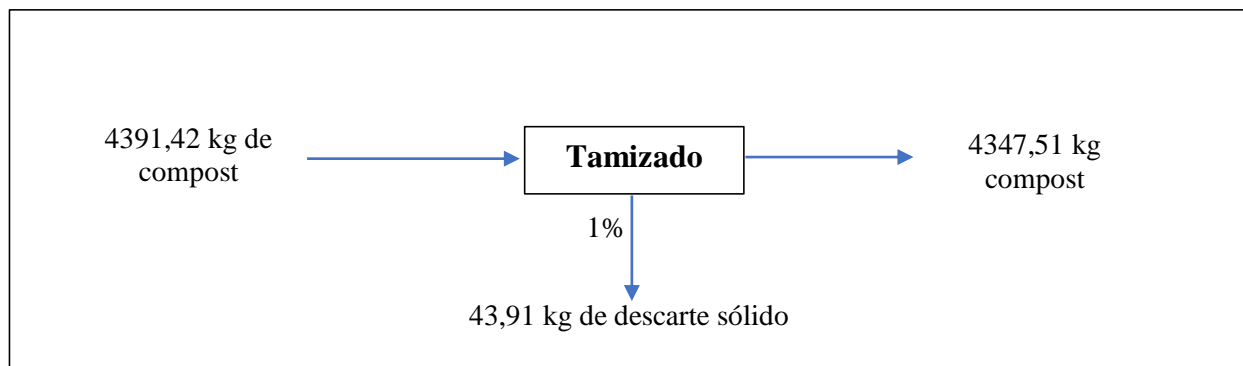 4391,42 kg de
compost
Tamizado
4347,51 kg
compost
1%
43,91 kg de descarte sólido